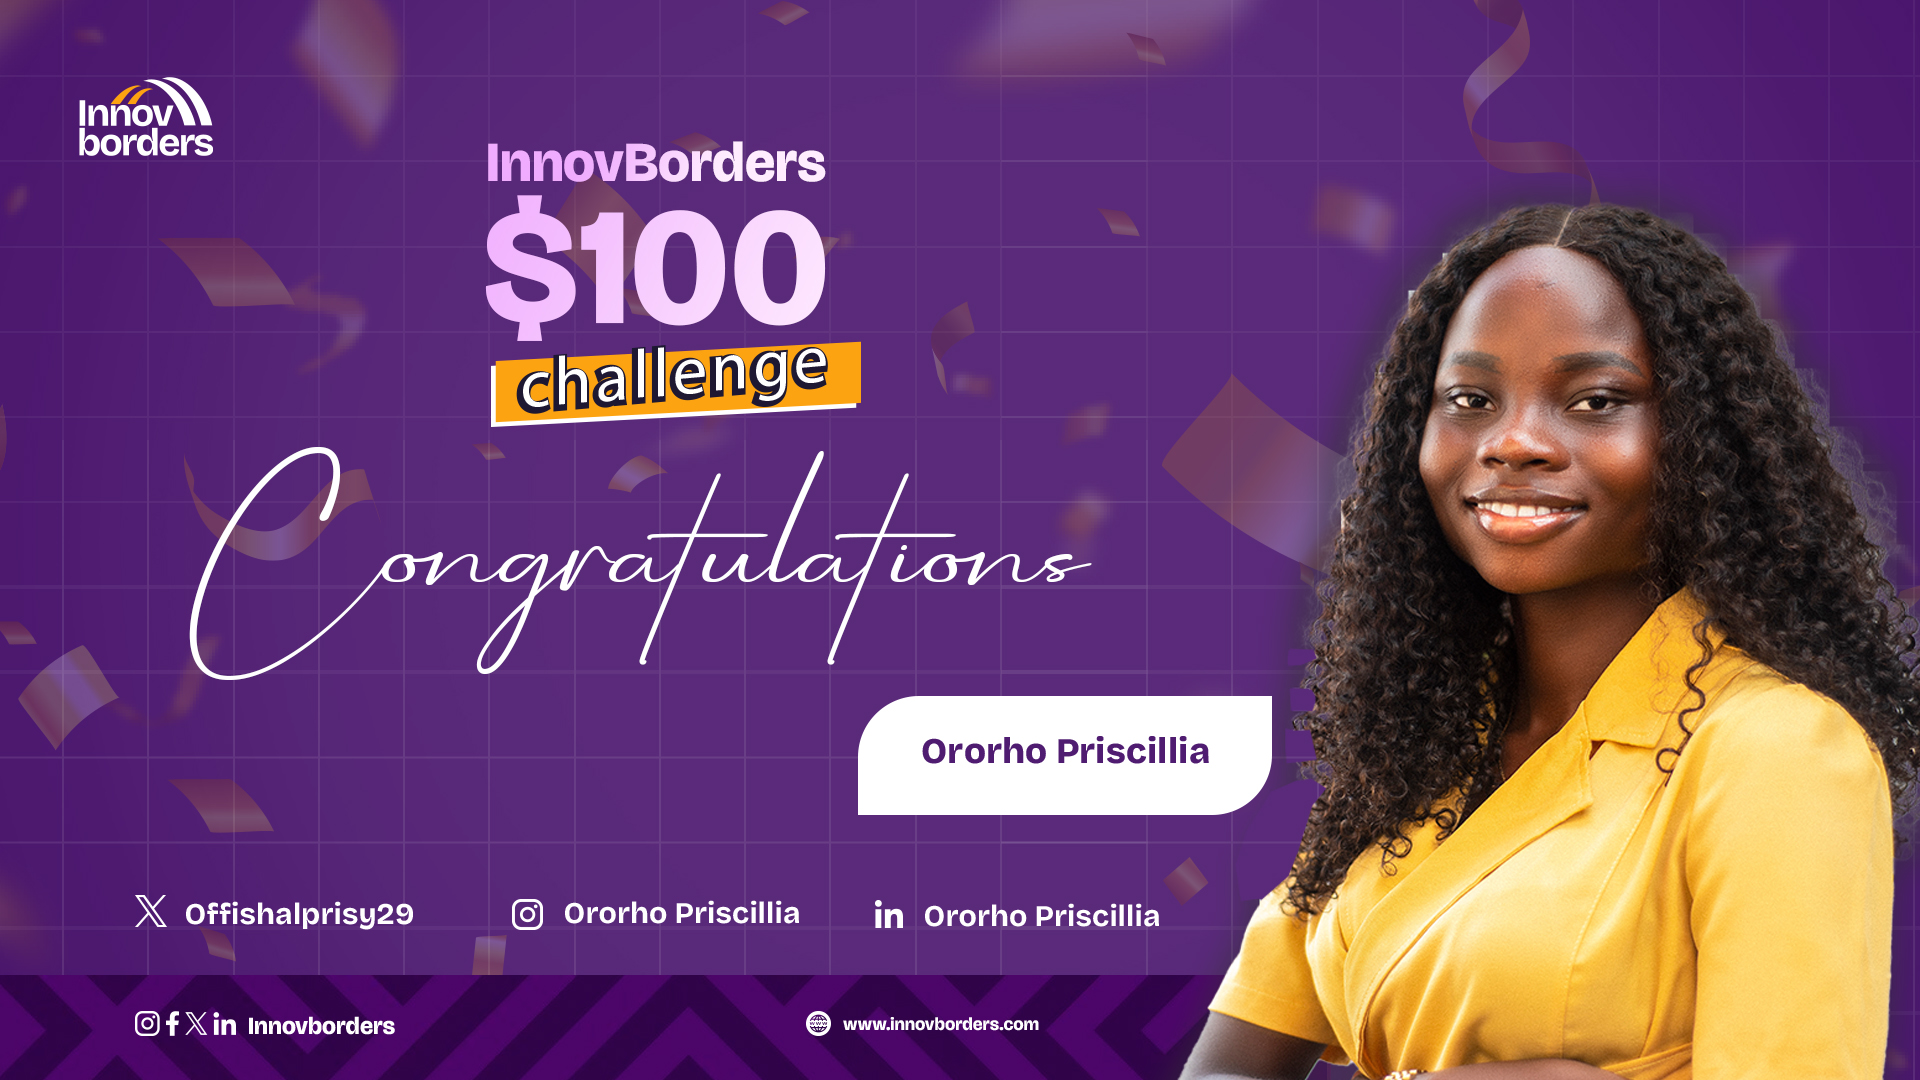 Innov
borders
InnovBorders
$100
challenge
Congratulations
Ororho Priscillia
Offishalprisy29
Ororho Priscillia
Ororho Priscillia
Innovborders
www.innovborders.com